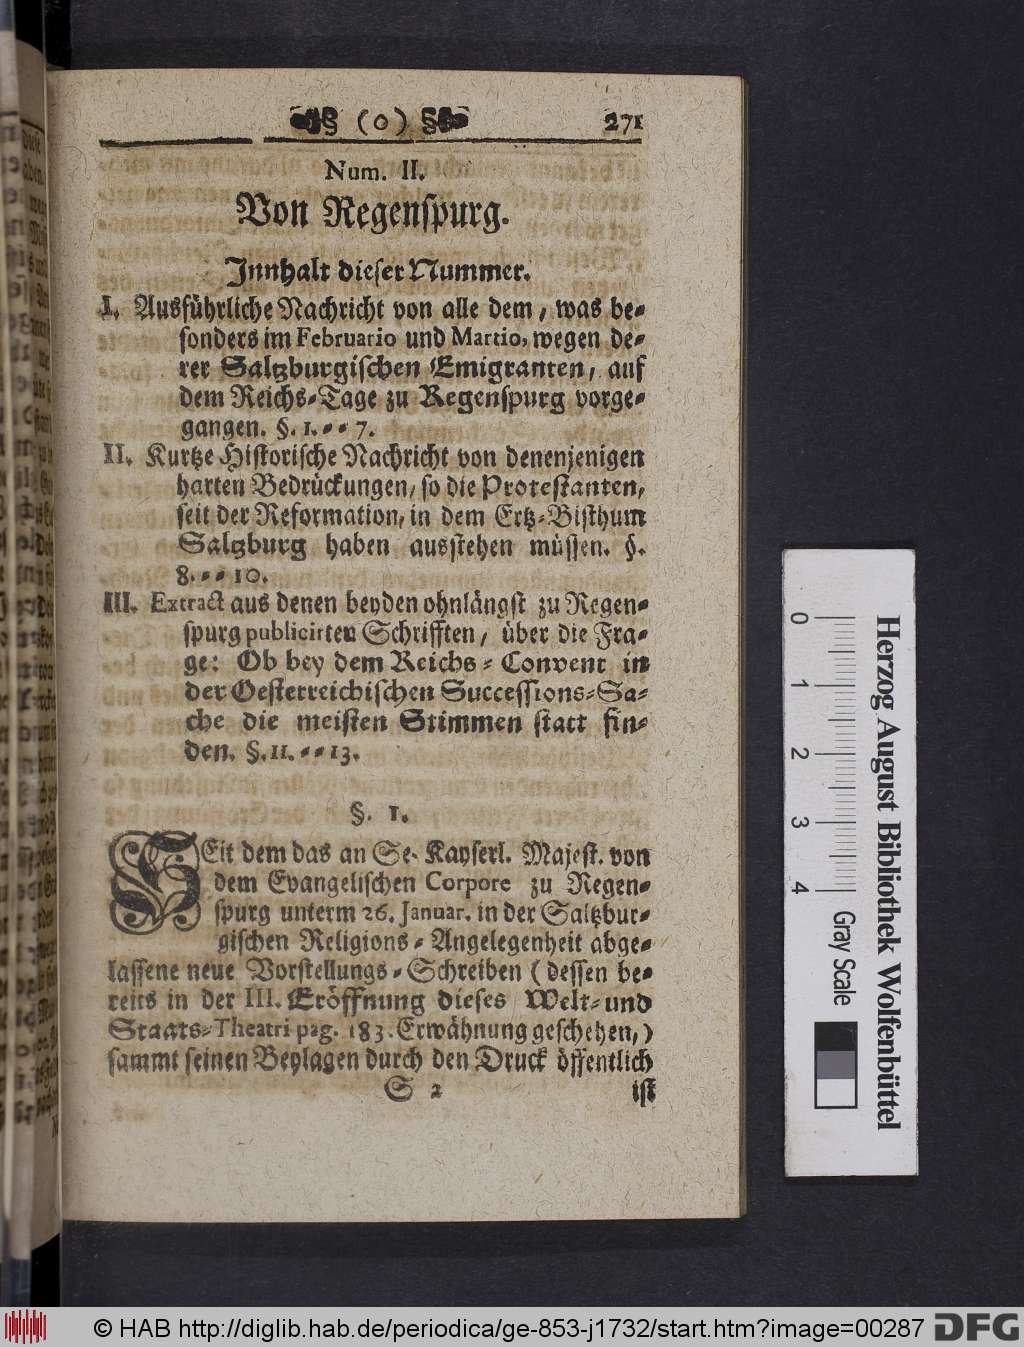 § ( o ) § 271
Num. II.
Von Regenſpurg.
Innhalt dieſer Nummer.
I. Ausführliche Nachricht von alle dem, was be-
ſonders im Februario und Martio, wegen de-
rer Saltzburgiſchen Emigranten, auf
dem Reichs-Tage zu Regenſpurg vorge-
gangen. §. 1. - - 7.
II. Kurtze Hiſtoriſche Nachricht von denenjenigen
harten Bedrückungen, ſo die Proteſtanten,
ſeit der Reformation, in dem Ertz-Biſthum
Saltzburg haben ausſtehen müſſen. §.
8. - - 10.
III. Extract aus denen beyden ohnlängſt zu Regen-
ſpurg publicirten Schrifften, über die Fra-
ge: Ob bey dem Reichs-Convent in
der Oeſterreichiſchen Succeſſions-Sa-
che die meiſten Stimmen ſtatt fin-
den. §. 11. - - 13.
§. 1.
SEit dem das an Se. Kayſerl. Majeſt. von
dem Evangeliſchen Corpore zu Regen-
ſpurg unterm 26. Januar. in der Saltzbur-
giſchen Religions-Angelegenheit abge-
laſſene neue Vorſtellungs-Schreiben (deſſen be-
reits in der III. Eröffnung dieſes Welt- und
Staats-Theatri pag. 183. Erwähnung geſchehen,)
ſammt ſeinen Beylagen durch den Druck öffentlich
S 2 iſt
0 1 2 3 4
Gray Scale
Herzog August Bibliothek Wolfenbüttel
© HAB http://diglib.hab.de/periodica/ge-853-j1732/start.htm?image=00287 DFG